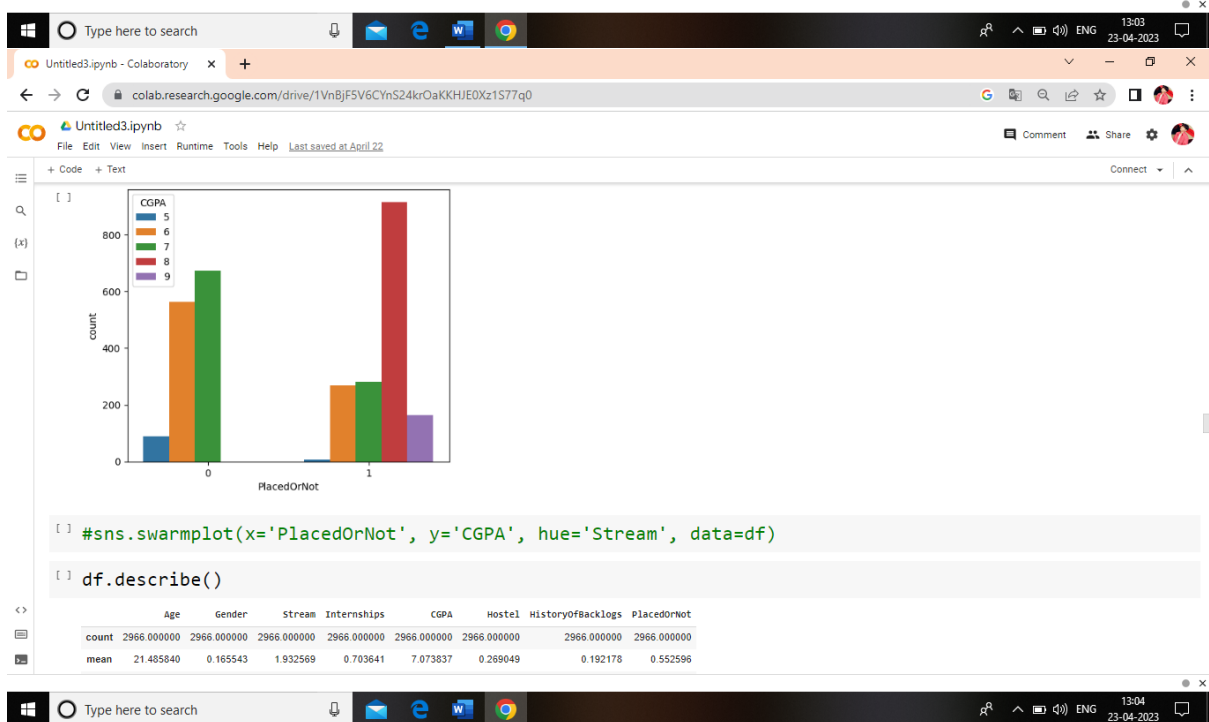 Type here to search
ENG
13:03
23-04-2023
Untitled3.ipynb - Colaboratory
colab.research.google.com/drive/1VnBjF5V6CYnS24krOaKKHJE0Xz1S77q0
Untitled3.ipynb
Comment
Share
File Edit View Insert Runtime Tools Help Last saved at April 22
+ Code + Text
Connect
[ ]
CGPA
5
6
7
8
9
800
600
400
200
0
count
0 1
PlacedOrNot
[ ] #sns.swarmplot(x='PlacedOrNot', y='CGPA', hue='Stream', data=df)
[ ] df.describe()
Age Gender Stream Internships CGPA Hostel HistoryOfBacklogs PlacedOrNot
count 2966.000000 2966.000000 2966.000000 2966.000000 2966.000000 2966.000000 2966.000000 2966.000000
mean 21.485840 0.165543 1.932569 0.703641 7.073837 0.269049 0.192178 0.552596
Type here to search
ENG
13:04
23-04-2023